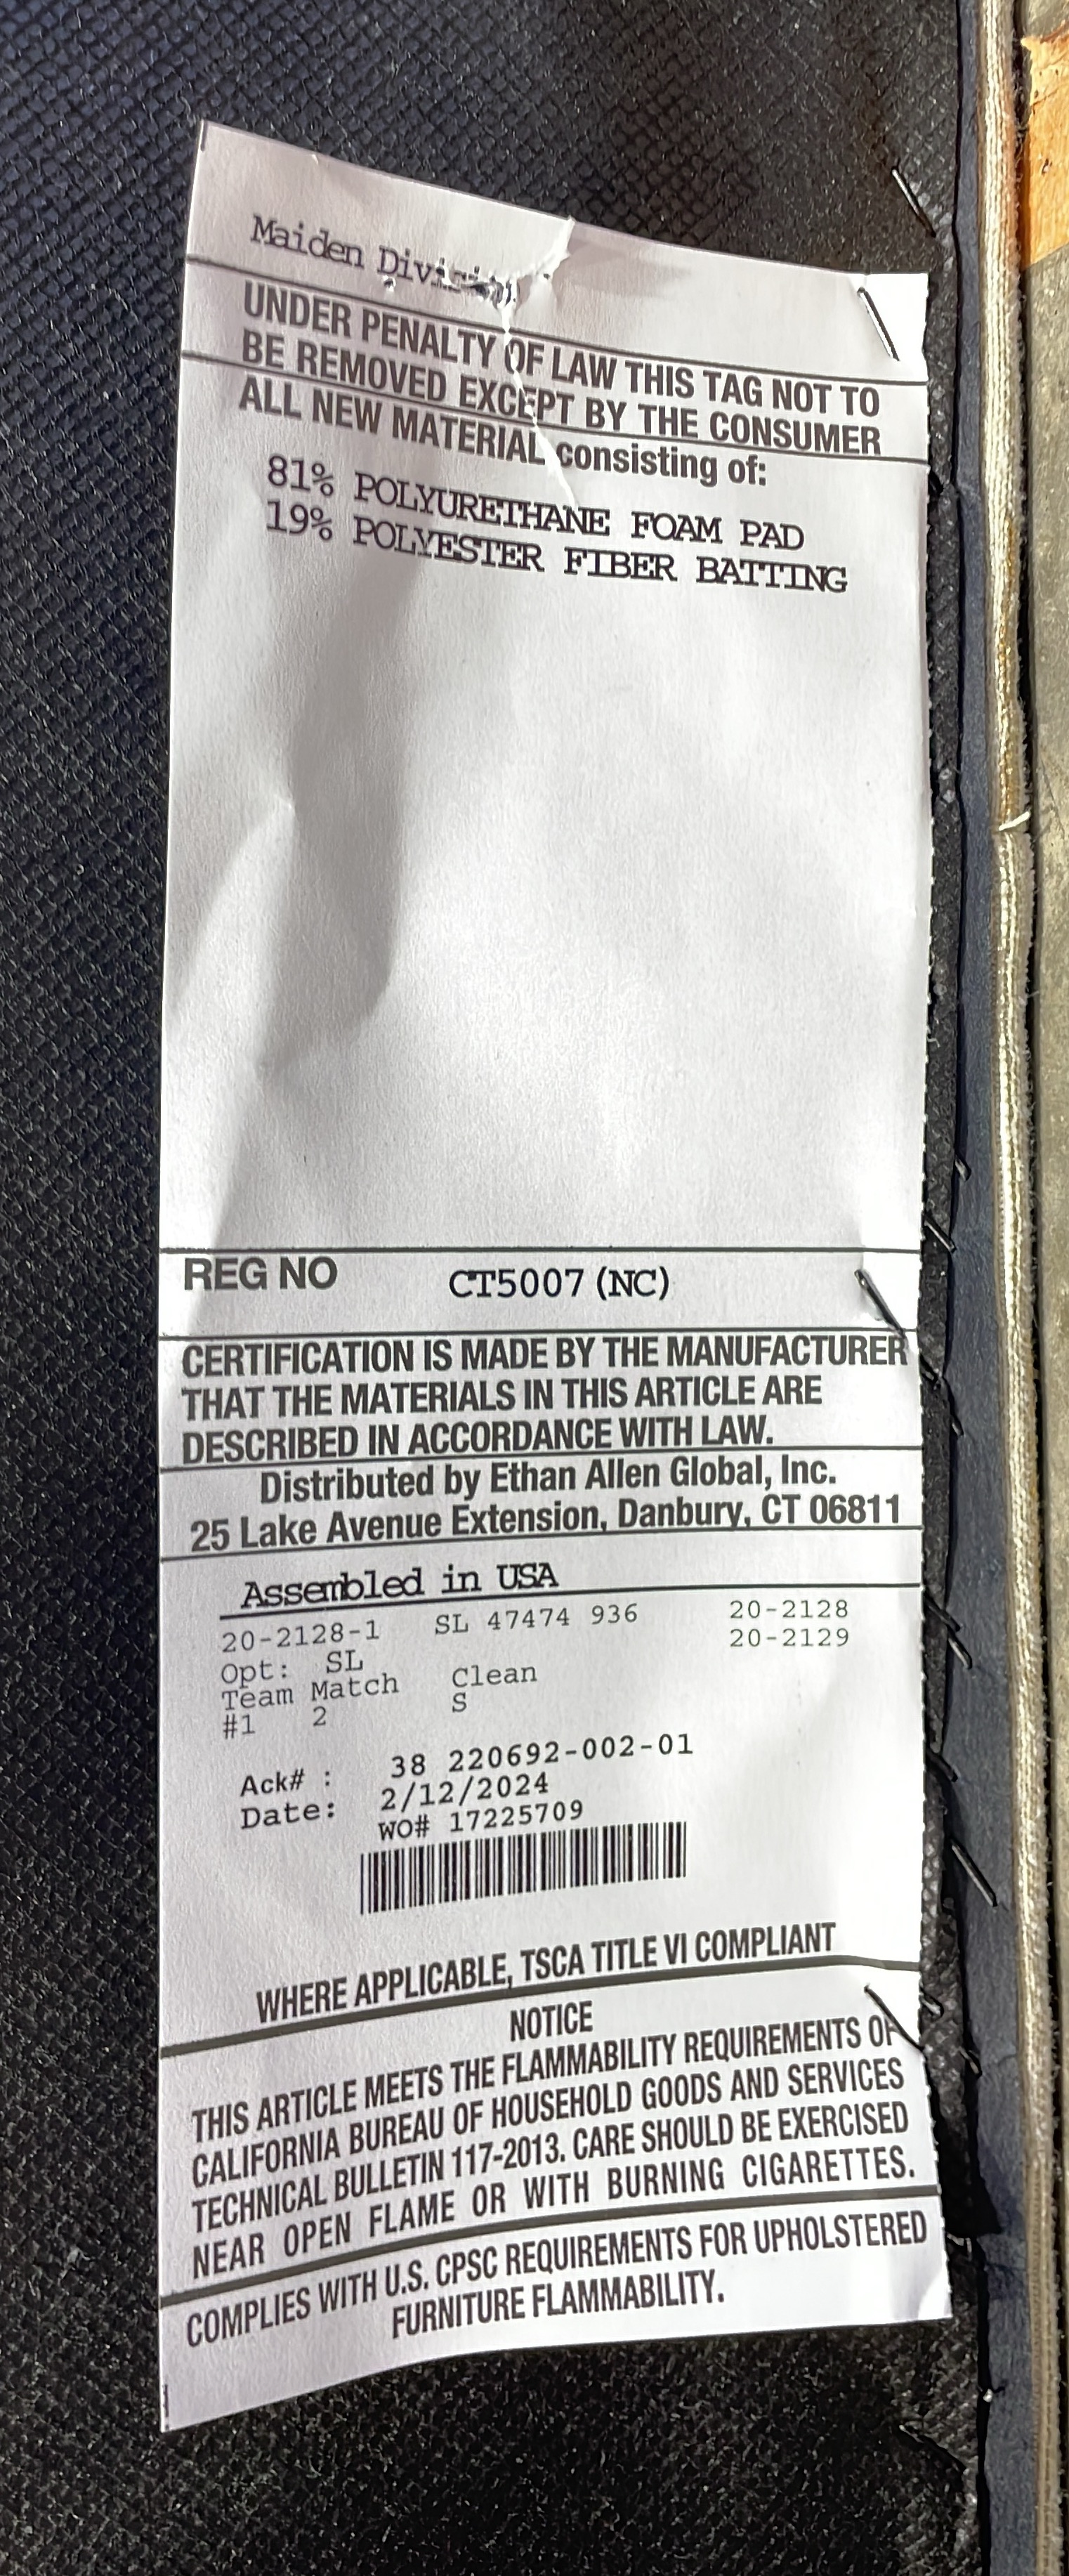 Maiden Division
UNDER PENALTY OF LAW THIS TAG NOT TO
BE REMOVED EXCEPT BY THE CONSUMER
ALL NEW MATERIAL consisting of:
81% POLYURETHANE FOAM PAD
19% POLYESTER FIBER BATTING
REG NO CT5007 (NC)
CERTIFICATION IS MADE BY THE MANUFACTURER
THAT THE MATERIALS IN THIS ARTICLE ARE
DESCRIBED IN ACCORDANCE WITH LAW.
Distributed by Ethan Allen Global, Inc.
25 Lake Avenue Extension, Danbury, CT 06811
Assembled in USA
20-2128-1 SL 47474 936 20-2128
20-2129
Opt: SL
Team Match Clean
#1 2 S
Ack# : 38 220692-002-01
Date: 2/12/2024
WO# 17225709
WHERE APPLICABLE, TSCA TITLE VI COMPLIANT
NOTICE
THIS ARTICLE MEETS THE FLAMMABILITY REQUIREMENTS OF
CALIFORNIA BUREAU OF HOUSEHOLD GOODS AND SERVICES
TECHNICAL BULLETIN 117-2013. CARE SHOULD BE EXERCISED
NEAR OPEN FLAME OR WITH BURNING CIGARETTES.
COMPLIES WITH U.S. CPSC REQUIREMENTS FOR UPHOLSTERED
FURNITURE FLAMMABILITY.